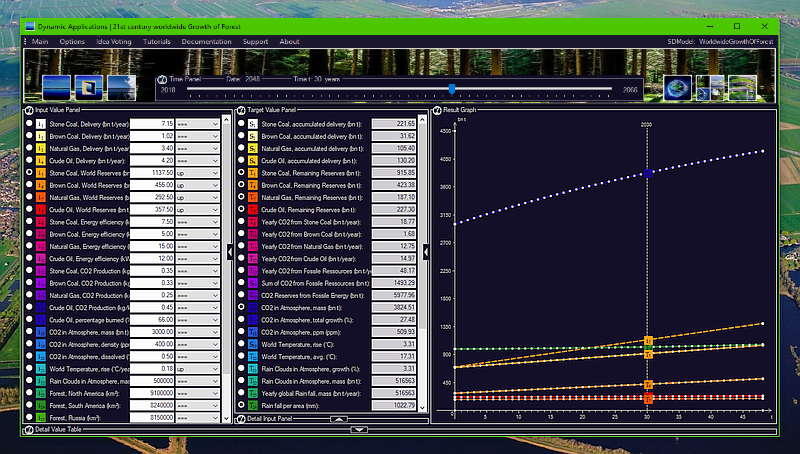 Dynamic Applications | 21st century worldwide Growth of Forest
Main Options Idea Voting Tutorials Documentation Support About SDModel: WorldwideGrowthOfForest
Time Panel Date: 2048 Time t: 30 years
2018 2066
Input Value Panel
Stone Coal, Delivery (bn t/year) 7.15 ===
Brown Coal, Delivery (bn t/year) 1.02 ===
Natural Gas, Delivery (bn t/year) 3.40 ===
Crude Oil, Delivery (bn t/year): 4.20 ===
Stone Coal, World Reserves (bn t) 1137.50 up
Brown Coal, World Reserves (bn t) 455.00 up
Natural Gas, World Reserves (bn t) 292.50 up
Crude Oil, World Reserves (bn t): 357.50 up
Stone Coal, Energy efficiency (k 7.50 ===
Brown Coal, Energy efficiency (k 5.00 ===
Natural Gas, Energy efficiency ( 15.00 ===
Crude Oil, Energy efficiency (kW 12.00 ===
Stone Coal, CO2 Production (kg 0.35 ===
Brown Coal, CO2 Production (kg 0.33 ===
Natural Gas, CO2 Production (kg 0.25 ===
Crude Oil, CO2 Production (kg/k 0.45 ===
Crude Oil, percentage burned (% 66.00 ===
CO2 in Atmosphere, mass (bn t): 3000.00 ===
CO2 in Atmosphere, density (pp 400.00 ===
CO2 in Atmosphere, dissolved ( 0.50 ===
World Temperature, rise (°C/ye 0.18 up
Rain Clouds in Atmosphere, mas 500000 ===
Forest, North America (km²): 9100000 ===
Forest, South America (km²): 8240000 ===
Forest, Russia (km²): 8150000 ===
Detail Value Table
Target Value Panel
Stone Coal, accumulated delivery (bn t): 221.65
Brown Coal, accumulated delivery (bn t): 31.62
Natural Gas, accumulated delivery (bn t): 105.40
Crude Oil, accumulated delivery (bn t): 130.20
Stone Coal, Remaining Reserves (bn t): 915.85
Brown Coal, Remaining Reserves (bn t): 423.38
Natural Gas, Remaining Reserves (bn t): 187.10
Crude Oil, Remaining Reserves (bn t): 227.30
Yearly CO2 from Stone Coal (bn t/year): 18.77
Yearly CO2 from Brown Coal (bn t/year): 1.68
Yearly CO2 from Natural Gas (bn t/year): 12.75
Yearly CO2 from Crude Oil (bn t/year): 14.97
Yearly CO2 from Fossile Ressources (bn t/y 48.17
Sum of CO2 from Fossile Ressources (bn t): 1493.29
CO2 Reserves from Fossile Energy (bn t): 5977.96
CO2 in Atmosphere, mass (bn t): 3824.51
CO2 in Atmosphere, total growth (%): 27.48
CO2 in Atmosphere, ppm (ppm): 509.93
World Temperature, rise (°C): 3.31
World Temperature, avg. (°C): 17.31
Rain Clouds in Atmosphere, growth (%): 3.31
Rain Clouds in Atmosphere, mass (bn t): 516563
Yearly global Rain fall, mass (bn t/year): 516563
Rain fall per area (mm): 1022.79
Detail Input Panel
Result Graph
bn t
4500
4050
3600
3150
2700
2250
1800
1350
900
450
0 5 10 15 20 25 30 35 40 45 t